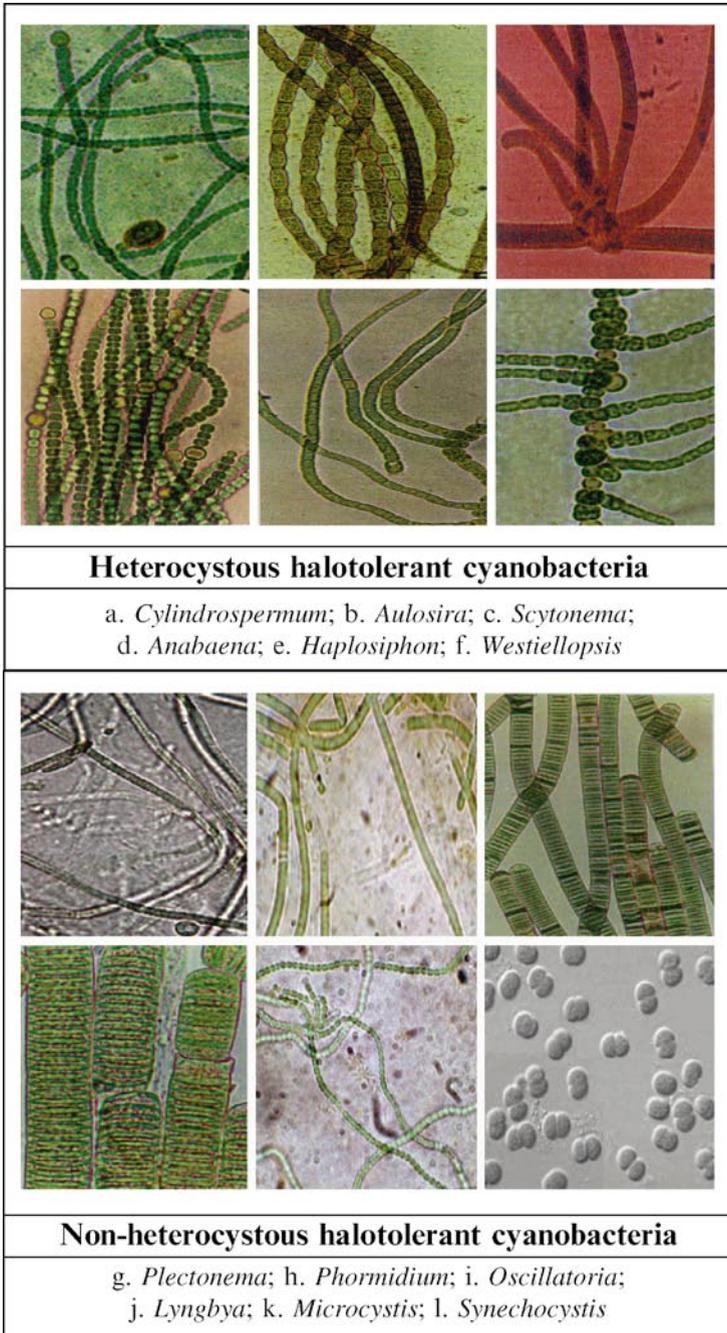 Heterocystous halotolerant cyanobacteria
a. Cylindrospermum; b. Aulosira; c. Scytonema;
d. Anabaena; e. Haplosiphon; f. Westiellopsis
Non-heterocystous halotolerant cyanobacteria
g. Plectonema; h. Phormidium; i. Oscillatoria;
j. Lyngbya; k. Microcystis; l. Synechocystis